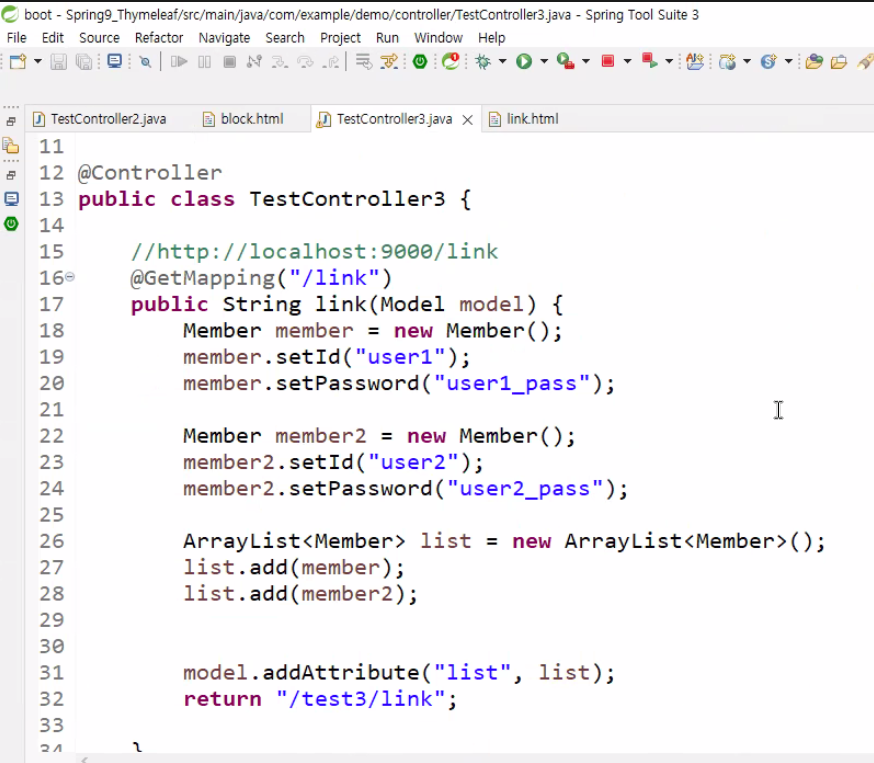 boot - Spring9_Thymeleaf/src/main/java/com/example/demo/controller/TestController3.java - Spring Tool Suite 3
File Edit Source Refactor Navigate Search Project Run Window Help
TestController2.java block.html TestController3.java link.html
11
12 @Controller
13 public class TestController3 {
14
15 //http://localhost:9000/link
16 @GetMapping("/link")
17 public String link(Model model) {
18 Member member = new Member();
19 member.setId("user1");
20 member.setPassword("user1_pass");
21
22 Member member2 = new Member();
23 member2.setId("user2");
24 member2.setPassword("user2_pass");
25
26 ArrayList<Member> list = new ArrayList<Member>();
27 list.add(member);
28 list.add(member2);
29
30
31 model.addAttribute("list", list);
32 return "/test3/link";
33
34 }